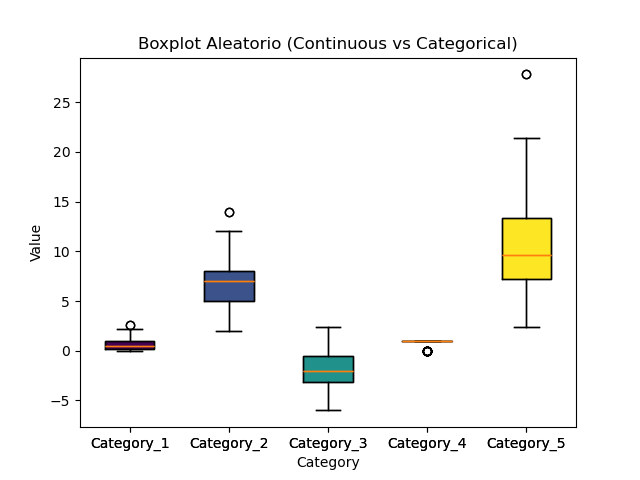 Boxplot Aleatorio (Continuous vs Categorical)
25
20
15
10
5
0
−5
Value
Category_1 Category_2 Category_3 Category_4 Category_5
Category